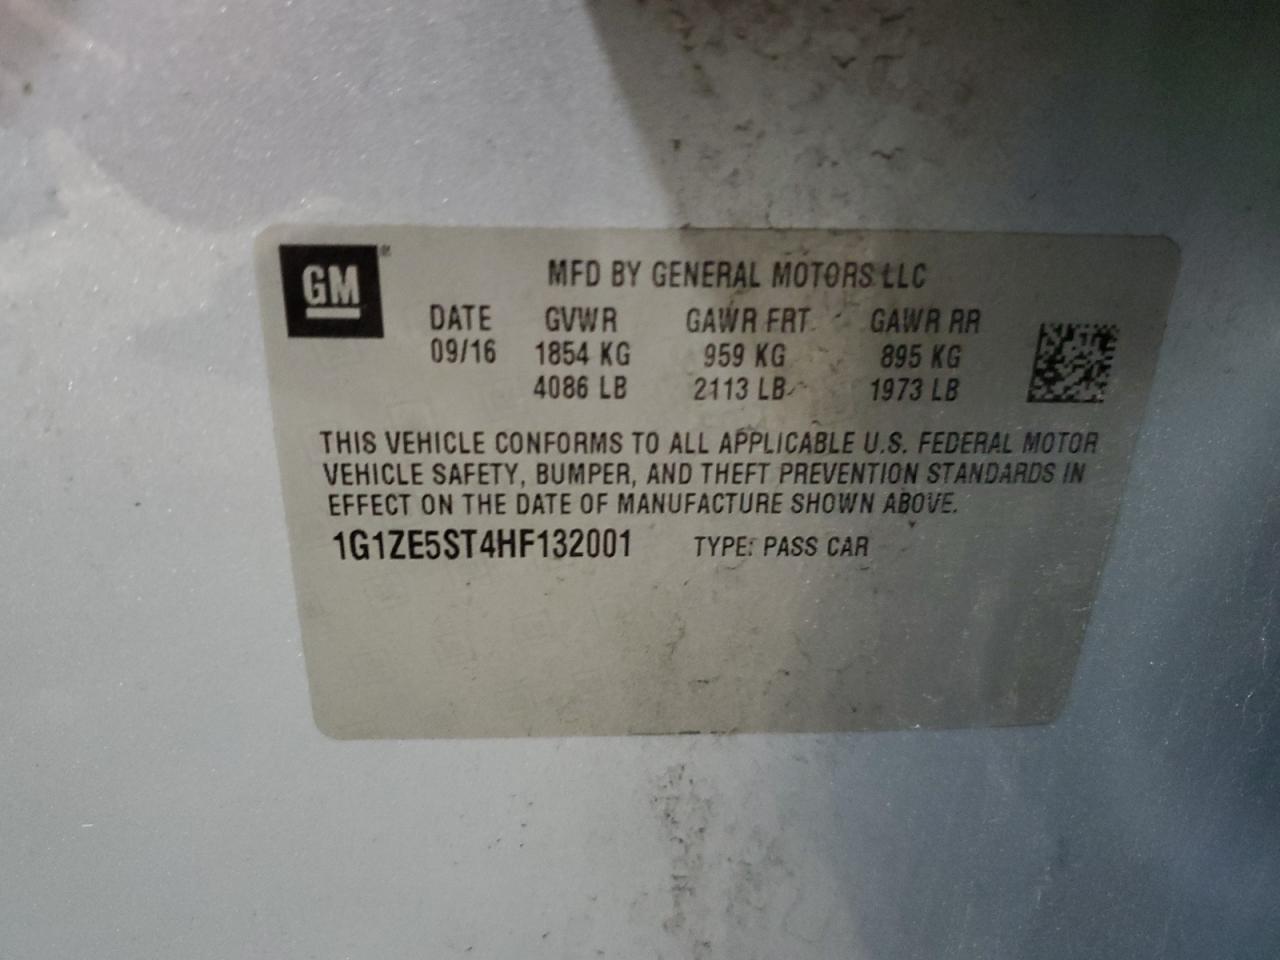 GM®
MFD BY GENERAL MOTORS LLC
DATE GVWR GAWR FRT GAWR RR
09/16 1854 KG 959 KG 895 KG
4086 LB 2113 LB 1973 LB
THIS VEHICLE CONFORMS TO ALL APPLICABLE U.S. FEDERAL MOTOR
VEHICLE SAFETY, BUMPER, AND THEFT PREVENTION STANDARDS IN
EFFECT ON THE DATE OF MANUFACTURE SHOWN ABOVE.
1G1ZE5ST4HF132001 TYPE: PASS CAR